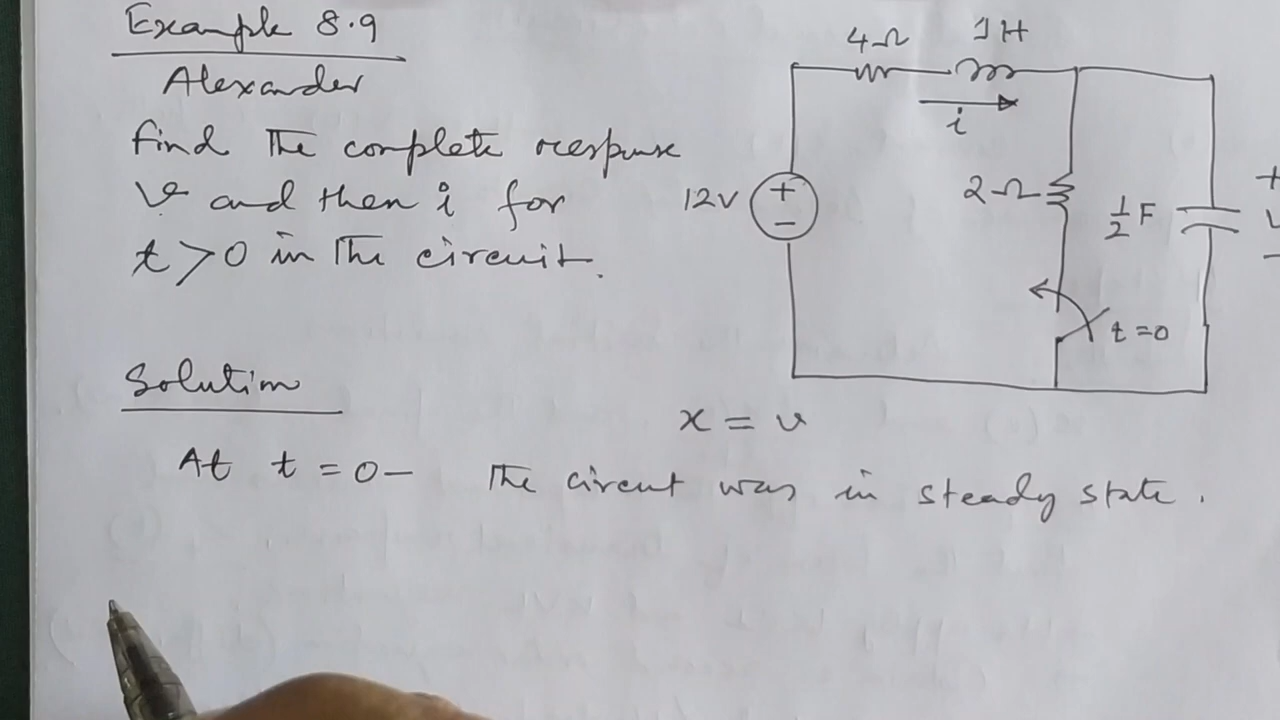 Example 8.9
Alexander
find the complete response
v and then i for
t > 0 in the circuit.
4Ω
1H
i
12v
+
−
2Ω
1/2 F
+
−
t=0
Solution
x = v
At t = 0− The circuit was in steady state.